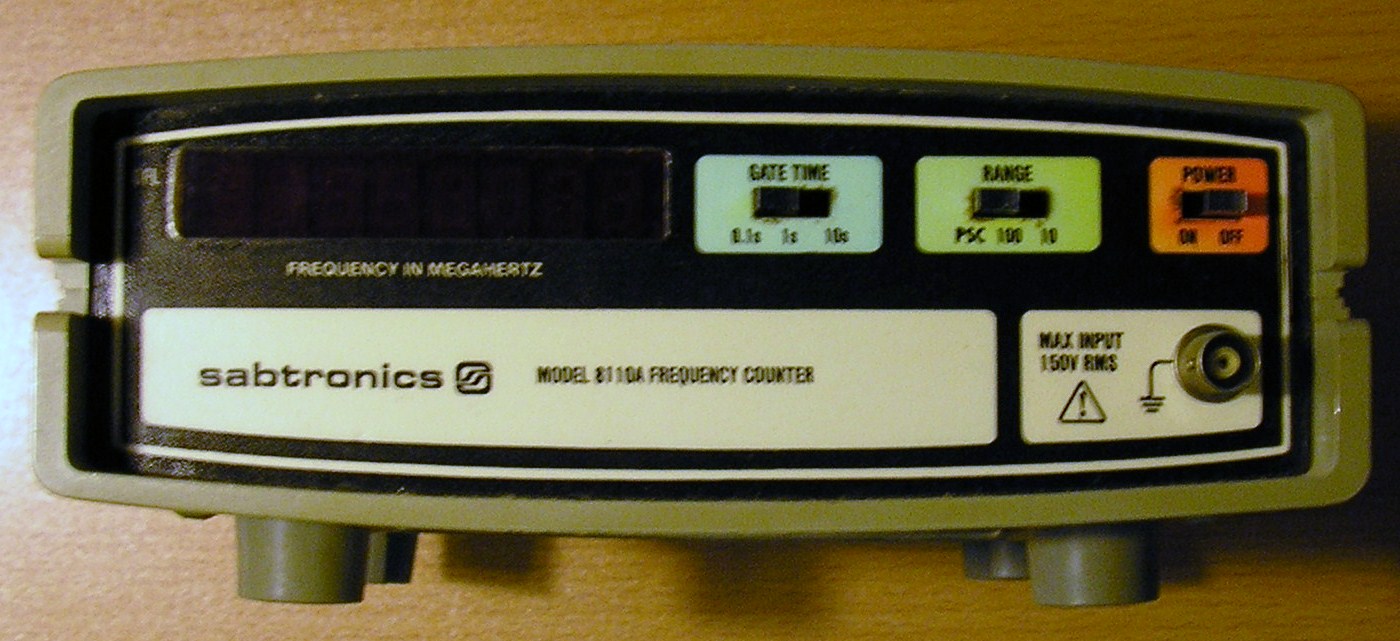 GATE TIME
0.1s 1s 10s
RANGE
PSC 100 10
POWER
ON OFF
FREQUENCY IN MEGAHERTZ
sabtronics
MODEL 8110A FREQUENCY COUNTER
MAX INPUT
150V RMS
!